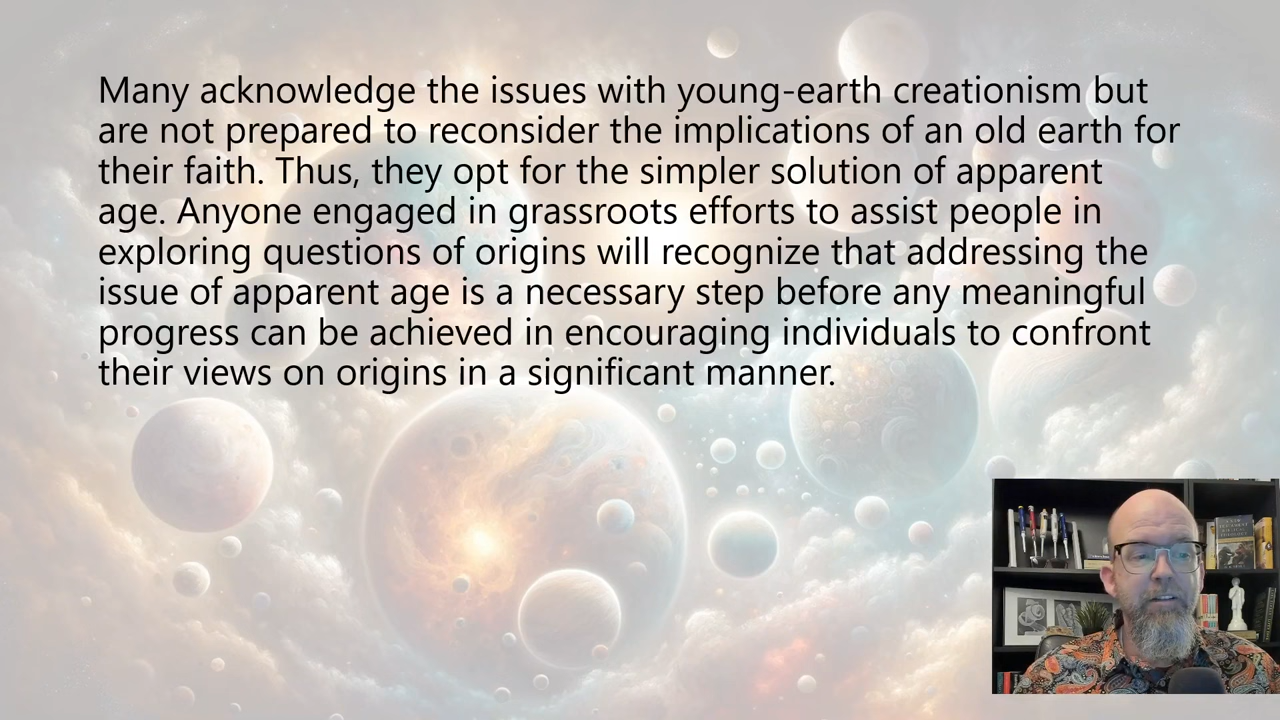 Many acknowledge the issues with young-earth creationism but
are not prepared to reconsider the implications of an old earth for
their faith. Thus, they opt for the simpler solution of apparent
age. Anyone engaged in grassroots efforts to assist people in
exploring questions of origins will recognize that addressing the
issue of apparent age is a necessary step before any meaningful
progress can be achieved in encouraging individuals to confront
their views on origins in a significant manner.